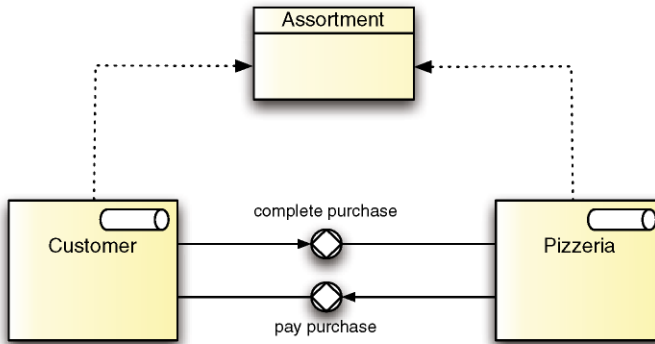 Assortment
complete purchase
Customer
Pizzeria
pay purchase